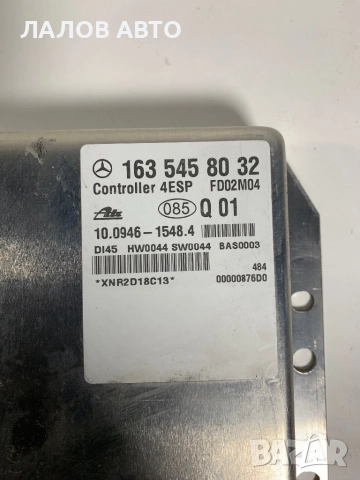 ЛАЛОВ АВТО
163 545 80 32
Controller 4ESP FD02M04
Ate 085 Q 01
10.0946-1548.4
DI45 HW0044 SW0044 BAS0003
484
*XNR2D18C13* 00000876D0
BAZAR